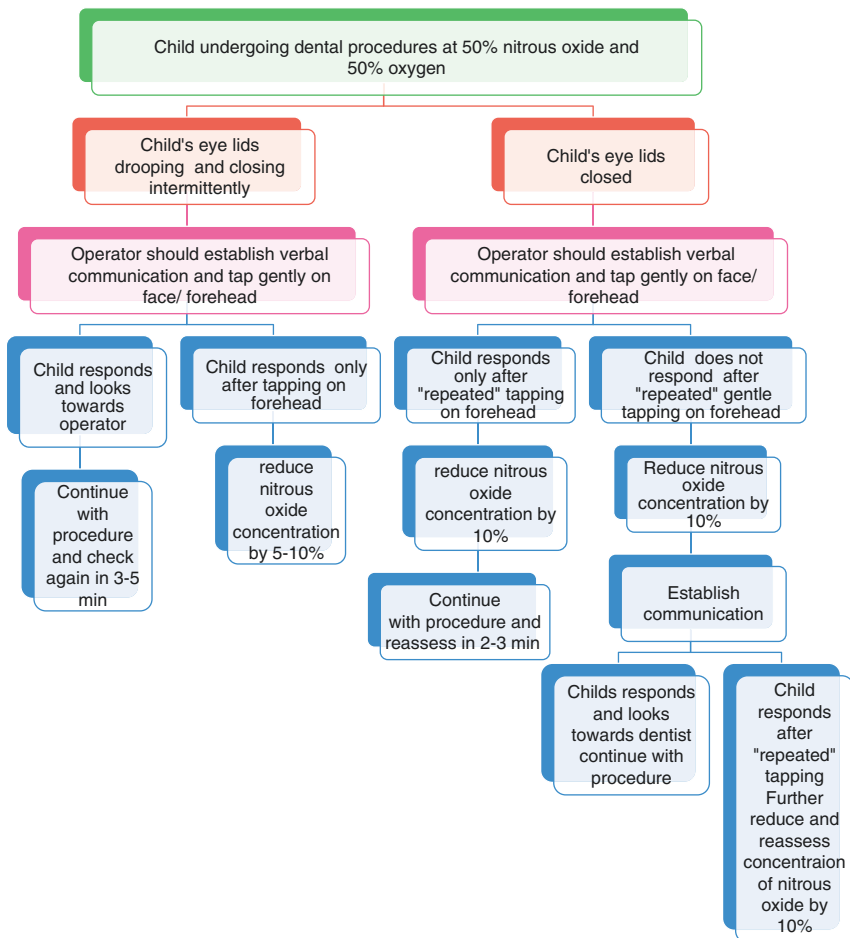 Child undergoing dental procedures at 50% nitrous oxide and
50% oxygen
Child's eye lids
drooping and closing
intermittently
Child's eye lids
closed
Operator should establish verbal
communication and tap gently on
face/ forehead
Operator should establish verbal
communication and tap gently on face/
forehead
Child responds
and looks
towards
operator
Child responds only
after tapping on
forehead
Child responds
only after
"repeated" tapping
on forehead
Child does not
respond after
"repeated" gentle
tapping on forehead
Continue
with
procedure
and check
again in 3-5
min
reduce
nitrous
oxide
concentration
by 5-10%
reduce nitrous
oxide
concentration by
10%
Reduce nitrous
oxide
concentration by
10%
Continue
with procedure and
reassess in 2-3 min
Establish
communication
Childs responds
and looks
towards dentist
continue with
procedure
Child
responds
after
"repeated"
tapping
Further
reduce and
reassess
concentraion
of nitrous
oxide by
10%